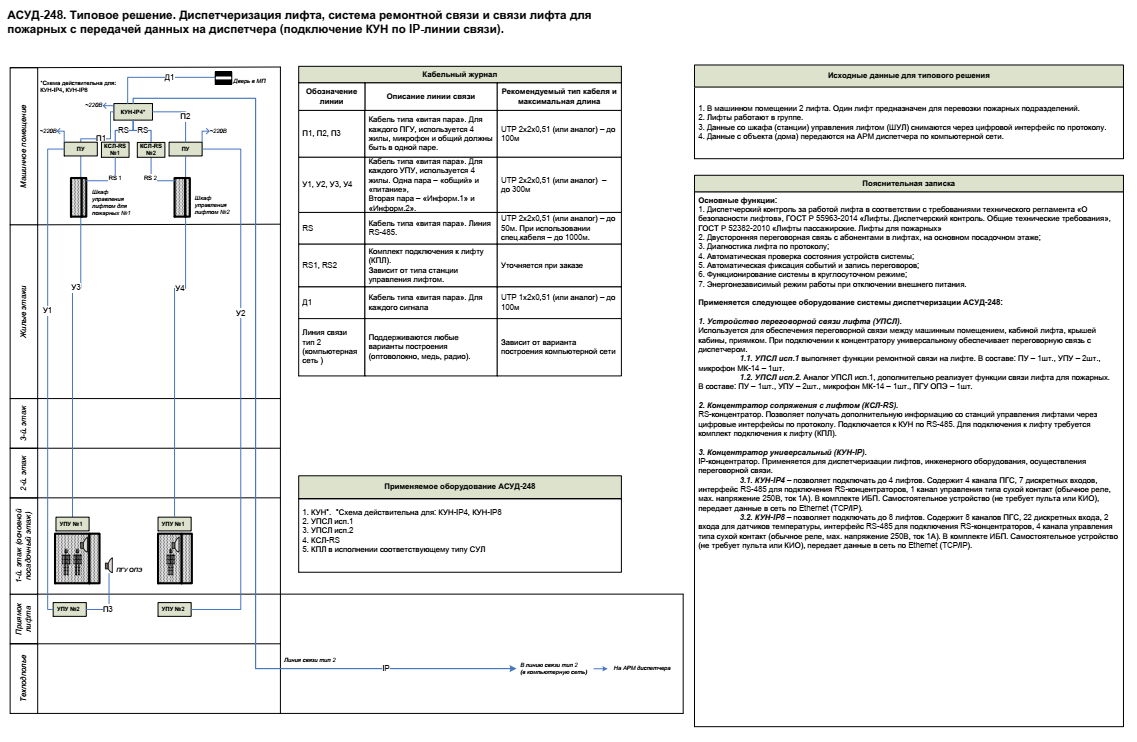 АСУД-248. Типовое решение. Диспетчеризация лифта, система ремонтной связи и связи лифта для
пожарных с передачей данных на диспетчера (подключение КУН по IP-линии связи).
Машинное помещение
*Схема действительна для:
КУН-IP4, КУН-IP8
Д1
Дверь в МП
~220В
КУН-IP4*
П2
~220В
П1
RS
RS
~220В
ПУ
КСЛ-RS
№1
КСЛ-RS
№2
ПУ
RS 1
RS 2
Шкаф
управления
лифтом для
пожарных №1
Шкаф
управления
лифтом №2
Жилые этажи
У3
У4
У1
У2
3-й. этаж
2-й. этаж
1-й. этаж (основной
посадочный этаж)
УПУ №1
УПУ №1
ПГУ ОПЭ
Приямок
лифта
УПУ №2
П3
УПУ №2
Техподполье
Линия связи тип 2
IP
В линию связи тип 2
(в компьютерную сеть)
На АРМ диспетчера
Кабельный журнал
Обозначение
линии
Описание линии связи
Рекомендуемый тип кабеля и
максимальная длина
П1, П2, П3
Кабель типа «витая пара». Для
каждого ПГУ, используется 4
жилы, микрофон и общий должны
быть в одной паре.
UTP 2x2x0,51 (или аналог) – до
100м
У1, У2, У3, У4
Кабель типа «витая пара». Для
каждого УПУ, используется 4
жилы. Одна пара – «общий» и
«питание»,
Вторая пара – «Информ.1» и
«Информ.2».
UTP 2x2x0,51 (или аналог) –
до 300м
RS
Кабель типа «витая пара». Линия
RS-485.
UTP 2x2x0,51 (или аналог) – до
50м. При использовании
спец.кабеля – до 1000м.
RS1, RS2
Комплект подключения к лифту
(КПЛ).
Зависит от типа станции
управления лифтом.
Уточняется при заказе
Д1
Кабель типа «витая пара». Для
каждого сигнала
UTP 1x2x0,51 (или аналог) – до
100м
Линия связи
тип 2
(компьютерная
сеть )
Поддерживаются любые
варианты построения
(оптоволокно, медь, радио).
Зависит от варианта
построения компьютерной сети
Применяемое оборудование АСУД-248
1. КУН*. *Схема действительна для: КУН-IP4, КУН-IP8
2. УПСЛ исп.1
3. УПСЛ исп.2
4. КСЛ-RS
5. КПЛ в исполнении соответствующему типу СУЛ
Исходные данные для типового решения
1. В машинном помещении 2 лифта. Один лифт предназначен для перевозки пожарных подразделений.
2. Лифты работают в группе.
3. Данные со шкафа (станции) управления лифтом (ШУЛ) снимаются через цифровой интерфейс по протоколу.
4. Данные с объекта (дома) передаются на АРМ диспетчера по компьютерной сети.
Пояснительная записка
Основные функции:
1. Диспетчерский контроль за работой лифта в соответствии с требованиями технического регламента «О
безопасности лифтов», ГОСТ Р 55963-2014 «Лифты. Диспетчерский контроль. Общие технические требования»,
ГОСТ Р 52382-2010 «Лифты пассажирские. Лифты для пожарных»
2. Двусторонняя переговорная связь с абонентами в лифтах, на основном посадочном этаже;
3. Диагностика лифта по протоколу;
4. Автоматическая проверка состояния устройств системы;
5. Автоматическая фиксация событий и запись переговоров;
6. Функционирование системы в круглосуточном режиме;
7. Энергонезависимый режим работы при отключении внешнего питания.
Применяется следующее оборудование системы диспетчеризации АСУД-248:
1. Устройство переговорной связи лифта (УПСЛ).
Используется для обеспечения переговорной связи между машинным помещением, кабиной лифта, крышей
кабины, приямком. При подключении к концентратору универсальному обеспечивает переговорную связь с
диспетчером.
1.1. УПСЛ исп.1 выполняет функции ремонтной связи на лифте. В составе: ПУ – 1шт., УПУ – 2шт.,
микрофон МК-14 – 1шт.
1.2. УПСЛ исп.2. Аналог УПСЛ исп.1, дополнительно реализует функции связи лифта для пожарных.
В составе: ПУ – 1шт., УПУ – 2шт., микрофон МК-14 – 1шт., ПГУ ОПЭ – 1шт.
2. Концентратор сопряжения с лифтом (КСЛ-RS).
RS-концентратор. Позволяет получать дополнительную информацию со станций управления лифтами через
цифровые интерфейсы по протоколу. Подключается к КУН по RS-485. Для подключения к лифту требуется
комплект подключения к лифту (КПЛ).
3. Концентратор универсальный (КУН-IP).
IP-концентратор. Применяется для диспетчеризации лифтов, инженерного оборудования, осуществления
переговорной связи.
3.1. КУН-IP4 – позволяет подключать до 4 лифтов. Содержит 4 канала ПГС, 7 дискретных входов,
интерфейс RS-485 для подключения RS-концентраторов, 1 канал управления типа сухой контакт (обычное реле,
мах. напряжение 250В, ток 1А). В комплекте ИБП. Самостоятельное устройство (не требует пульта или КИО),
передает данные в сеть по Ethernet (TCP/IP).
3.2. КУН-IP8 – позволяет подключать до 8 лифтов. Содержит 8 каналов ПГС, 22 дискретных входа, 2
входа для датчиков температуры, интерфейс RS-485 для подключения RS-концентраторов, 4 канала управления
типа сухой контакт (обычное реле, мах. напряжение 250В, ток 1А). В комплекте ИБП. Самостоятельное устройство
(не требует пульта или КИО), передает данные в сеть по Ethernet (TCP/IP).